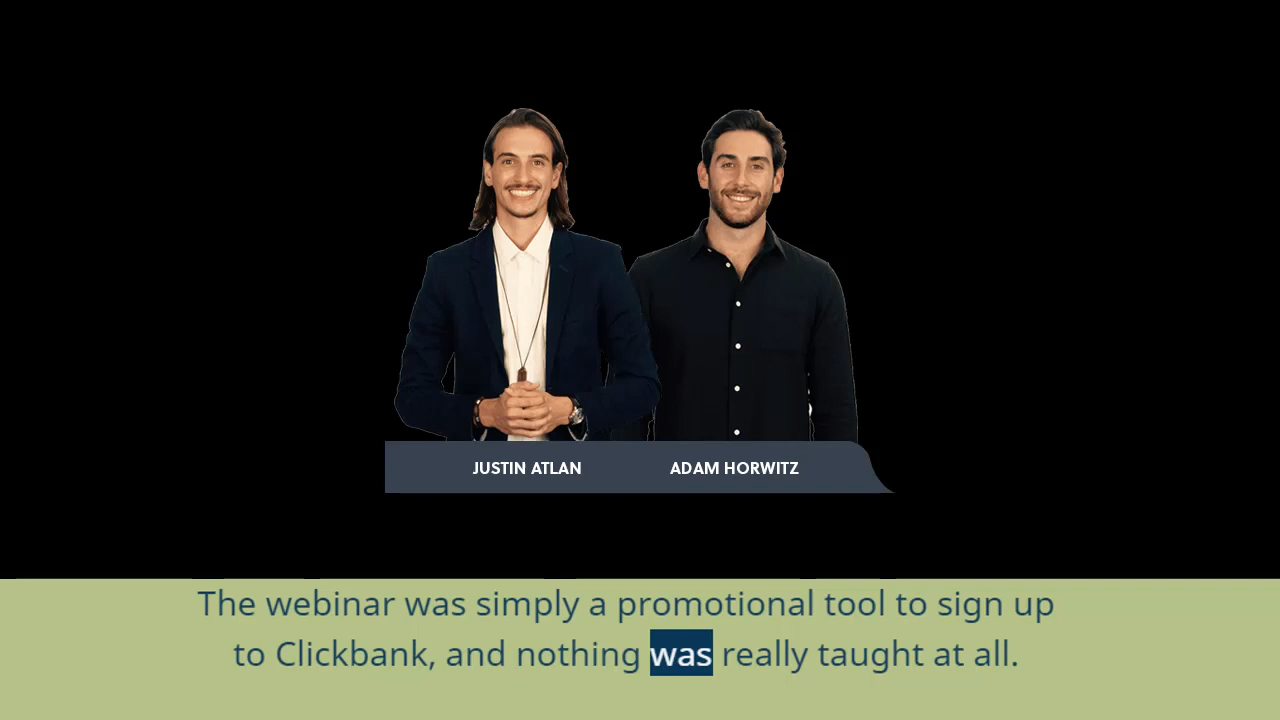 JUSTIN ATLAN ADAM HORWITZ
The webinar was simply a promotional tool to sign up
to Clickbank, and nothing was really taught at all.